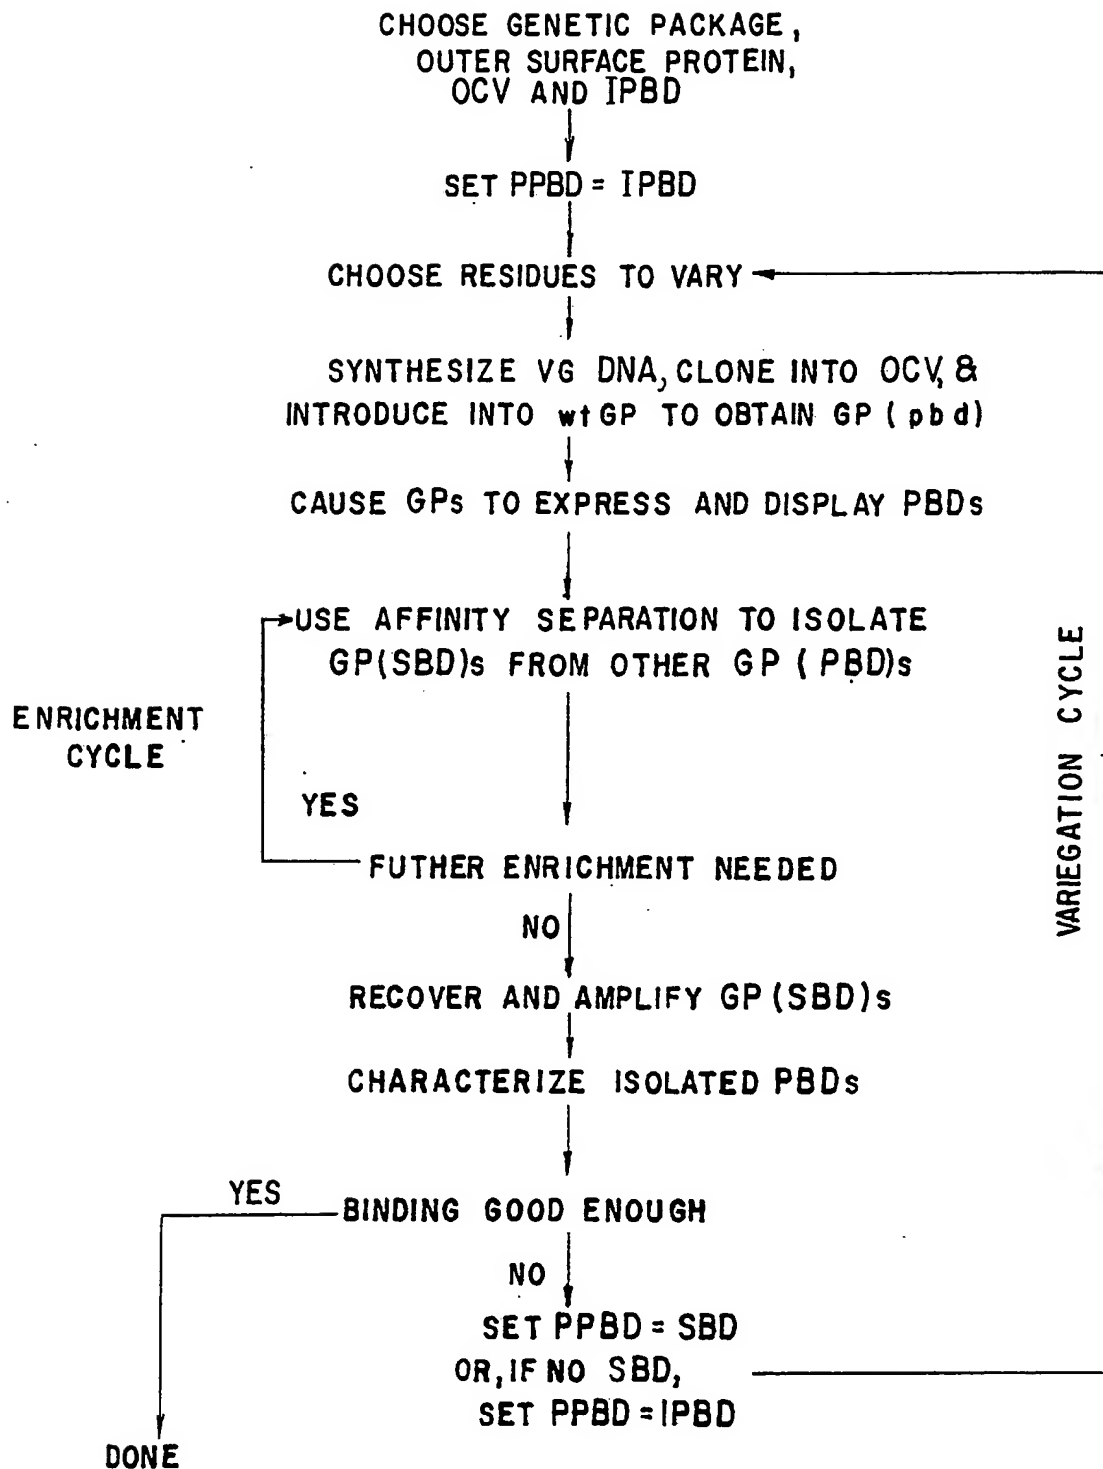 CHOOSE GENETIC PACKAGE,
OUTER SURFACE PROTEIN,
OCV AND IPBD
SET PPBD = IPBD
CHOOSE RESIDUES TO VARY
SYNTHESIZE VG DNA, CLONE INTO OCV, &
INTRODUCE INTO wtGP TO OBTAIN GP (pbd)
CAUSE GPs TO EXPRESS AND DISPLAY PBDs
USE AFFINITY SEPARATION TO ISOLATE
GP(SBD)s FROM OTHER GP (PBD)s
ENRICHMENT
CYCLE
YES
VARIEGATION CYCLE
FUTHER ENRICHMENT NEEDED
NO
RECOVER AND AMPLIFY GP (SBD)s
CHARACTERIZE ISOLATED PBDs
YES
BINDING GOOD ENOUGH
NO
SET PPBD = SBD
OR, IF NO SBD,
SET PPBD = IPBD
DONE